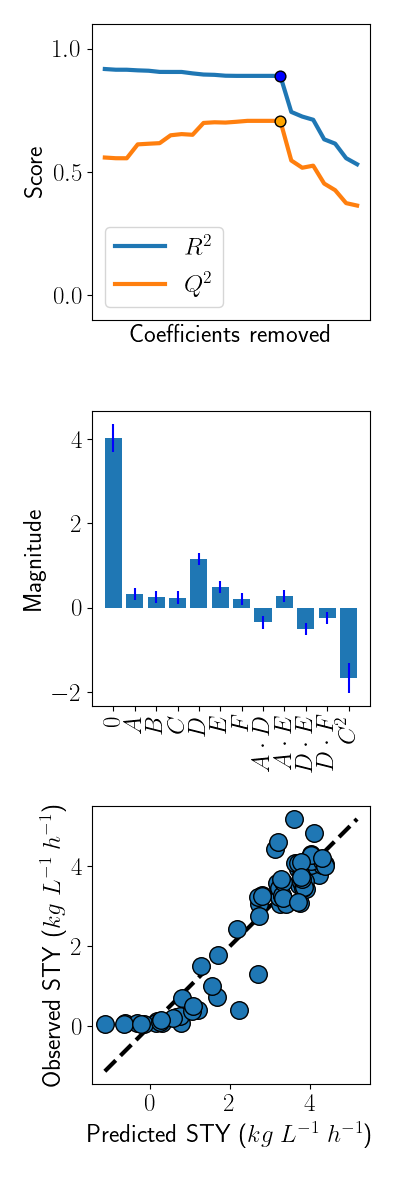 1.0
0.5
0.0
Score
R²
Q²
Coefficients removed
4
2
0
−2
Magnitude
0 A B C D E F A · D A · E D · E D · F C²
4
2
0
Observed STY (kg L⁻¹ h⁻¹)
0 2 4
Predicted STY (kg L⁻¹ h⁻¹)